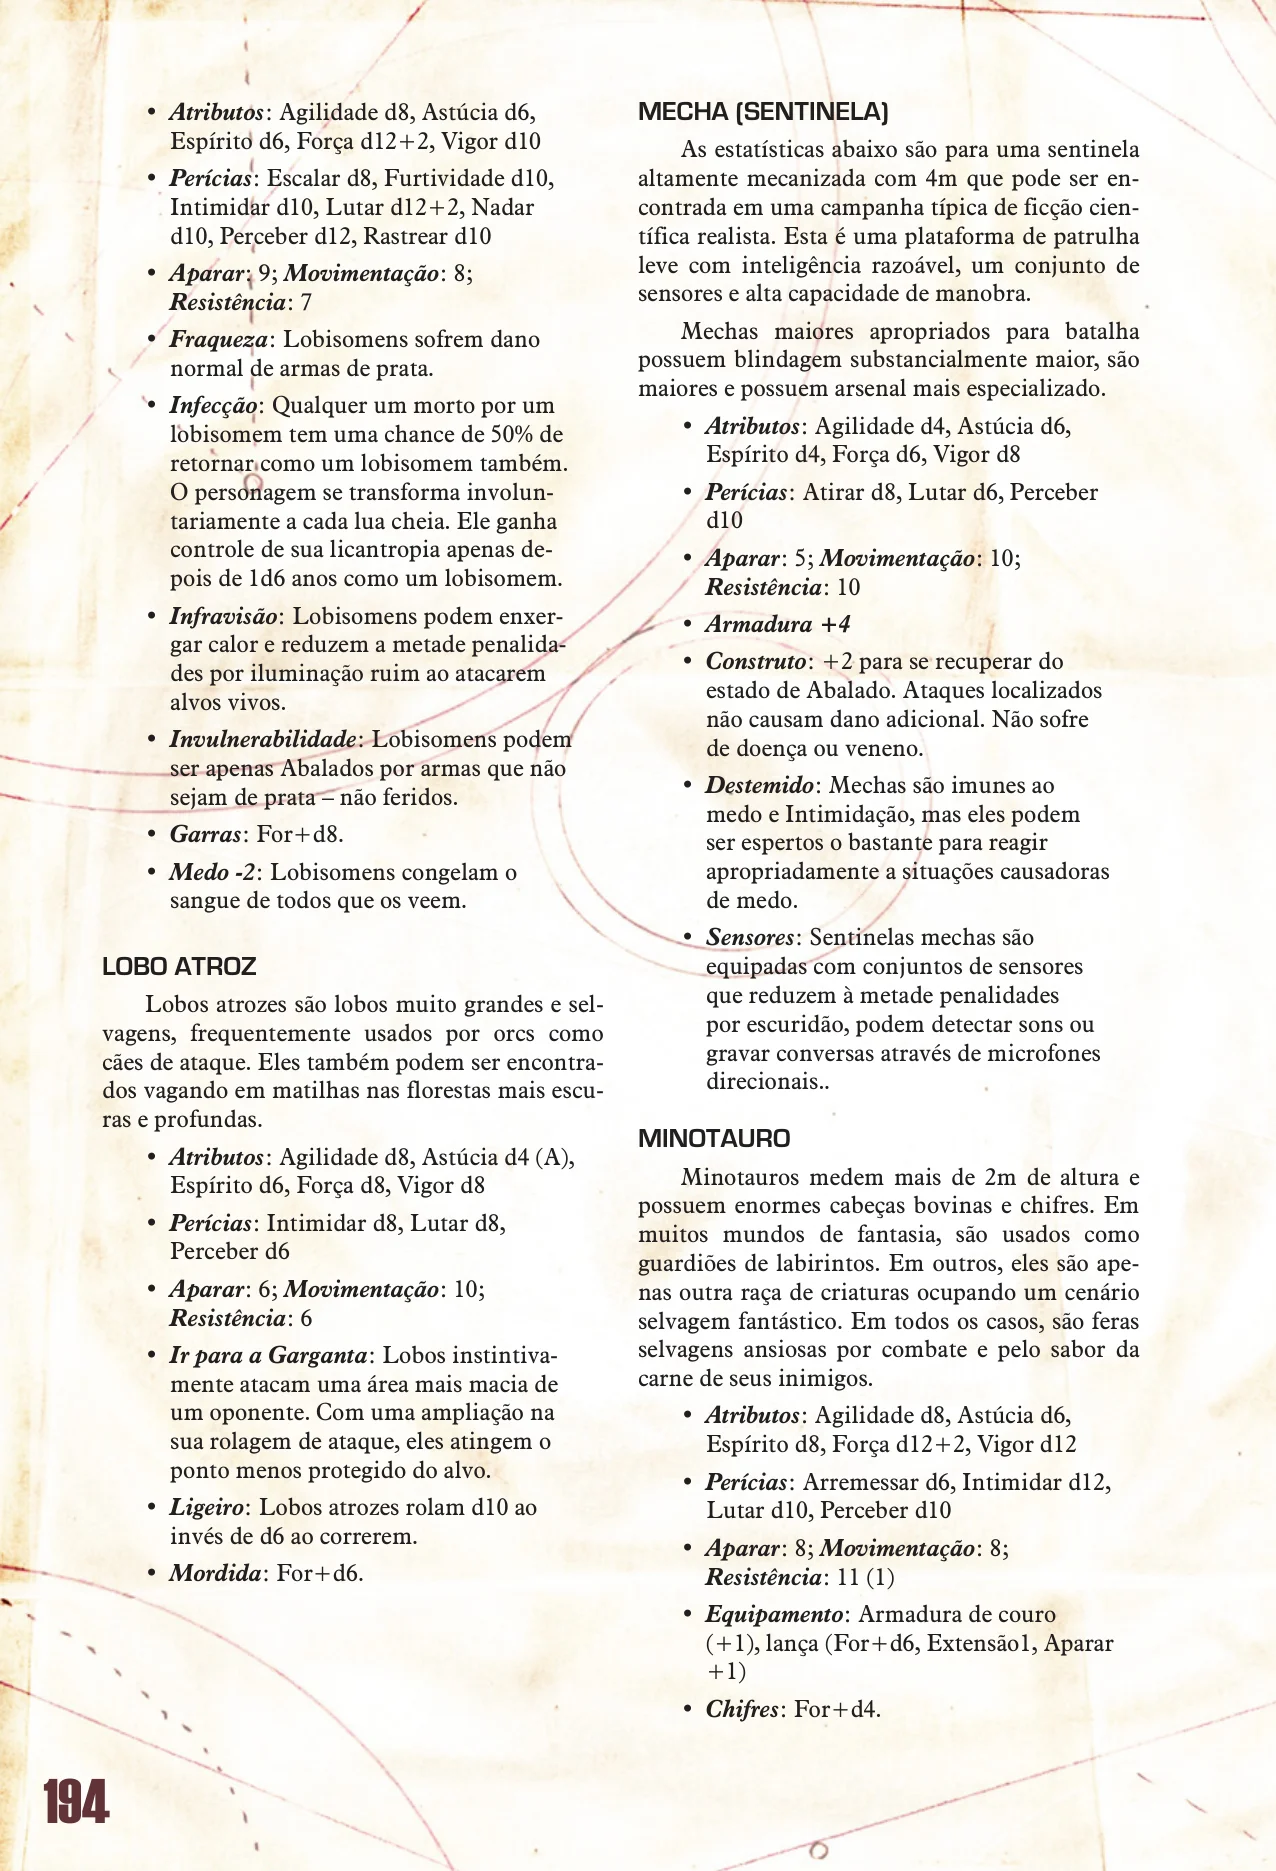 • Atributos: Agilidade d8, Astúcia d6,
Espírito d6, Força d12+2, Vigor d10
• Perícias: Escalar d8, Furtividade d10,
Intimidar d10, Lutar d12+2, Nadar
d10, Perceber d12, Rastrear d10
• Aparar: 9; Movimentação: 8;
Resistência: 7
• Fraqueza: Lobisomens sofrem dano
normal de armas de prata.
• Infecção: Qualquer um morto por um
lobisomem tem uma chance de 50% de
retornar como um lobisomem também.
O personagem se transforma involun-
tariamente a cada lua cheia. Ele ganha
controle de sua licantropia apenas de-
pois de 1d6 anos como um lobisomem.
• Infravisão: Lobisomens podem enxer-
gar calor e reduzem a metade penalida-
des por iluminação ruim ao atacarem
alvos vivos.
• Invulnerabilidade: Lobisomens podem
ser apenas Abalados por armas que não
sejam de prata – não feridos.
• Garras: For+d8.
• Medo -2: Lobisomens congelam o
sangue de todos que os veem.
LOBO ATROZ
Lobos atrozes são lobos muito grandes e sel-
vagens, frequentemente usados por orcs como
cães de ataque. Eles também podem ser encontra-
dos vagando em matilhas nas florestas mais escu-
ras e profundas.
• Atributos: Agilidade d8, Astúcia d4 (A),
Espírito d6, Força d8, Vigor d8
• Perícias: Intimidar d8, Lutar d8,
Perceber d6
• Aparar: 6; Movimentação: 10;
Resistência: 6
• Ir para a Garganta: Lobos instintiva-
mente atacam uma área mais macia de
um oponente. Com uma ampliação na
sua rolagem de ataque, eles atingem o
ponto menos protegido do alvo.
• Ligeiro: Lobos atrozes rolam d10 ao
invés de d6 ao correrem.
• Mordida: For+d6.
MECHA (SENTINELA)
As estatísticas abaixo são para uma sentinela
altamente mecanizada com 4m que pode ser en-
contrada em uma campanha típica de ficção cien-
tífica realista. Esta é uma plataforma de patrulha
leve com inteligência razoável, um conjunto de
sensores e alta capacidade de manobra.
Mechas maiores apropriados para batalha
possuem blindagem substancialmente maior, são
maiores e possuem arsenal mais especializado.
• Atributos: Agilidade d4, Astúcia d6,
Espírito d4, Força d6, Vigor d8
• Perícias: Atirar d8, Lutar d6, Perceber
d10
• Aparar: 5; Movimentação: 10;
Resistência: 10
• Armadura +4
• Construto: +2 para se recuperar do
estado de Abalado. Ataques localizados
não causam dano adicional. Não sofre
de doença ou veneno.
• Destemido: Mechas são imunes ao
medo e Intimidação, mas eles podem
ser espertos o bastante para reagir
apropriadamente a situações causadoras
de medo.
• Sensores: Sentinelas mechas são
equipadas com conjuntos de sensores
que reduzem à metade penalidades
por escuridão, podem detectar sons ou
gravar conversas através de microfones
direcionais..
MINOTAURO
Minotauros medem mais de 2m de altura e
possuem enormes cabeças bovinas e chifres. Em
muitos mundos de fantasia, são usados como
guardiões de labirintos. Em outros, eles são ape-
nas outra raça de criaturas ocupando um cenário
selvagem fantástico. Em todos os casos, são feras
selvagens ansiosas por combate e pelo sabor da
carne de seus inimigos.
• Atributos: Agilidade d8, Astúcia d6,
Espírito d8, Força d12+2, Vigor d12
• Perícias: Arremessar d6, Intimidar d12,
Lutar d10, Perceber d10
• Aparar: 8; Movimentação: 8;
Resistência: 11 (1)
• Equipamento: Armadura de couro
(+1), lança (For+d6, Extensão1, Aparar
+1)
• Chifres: For+d4.
194